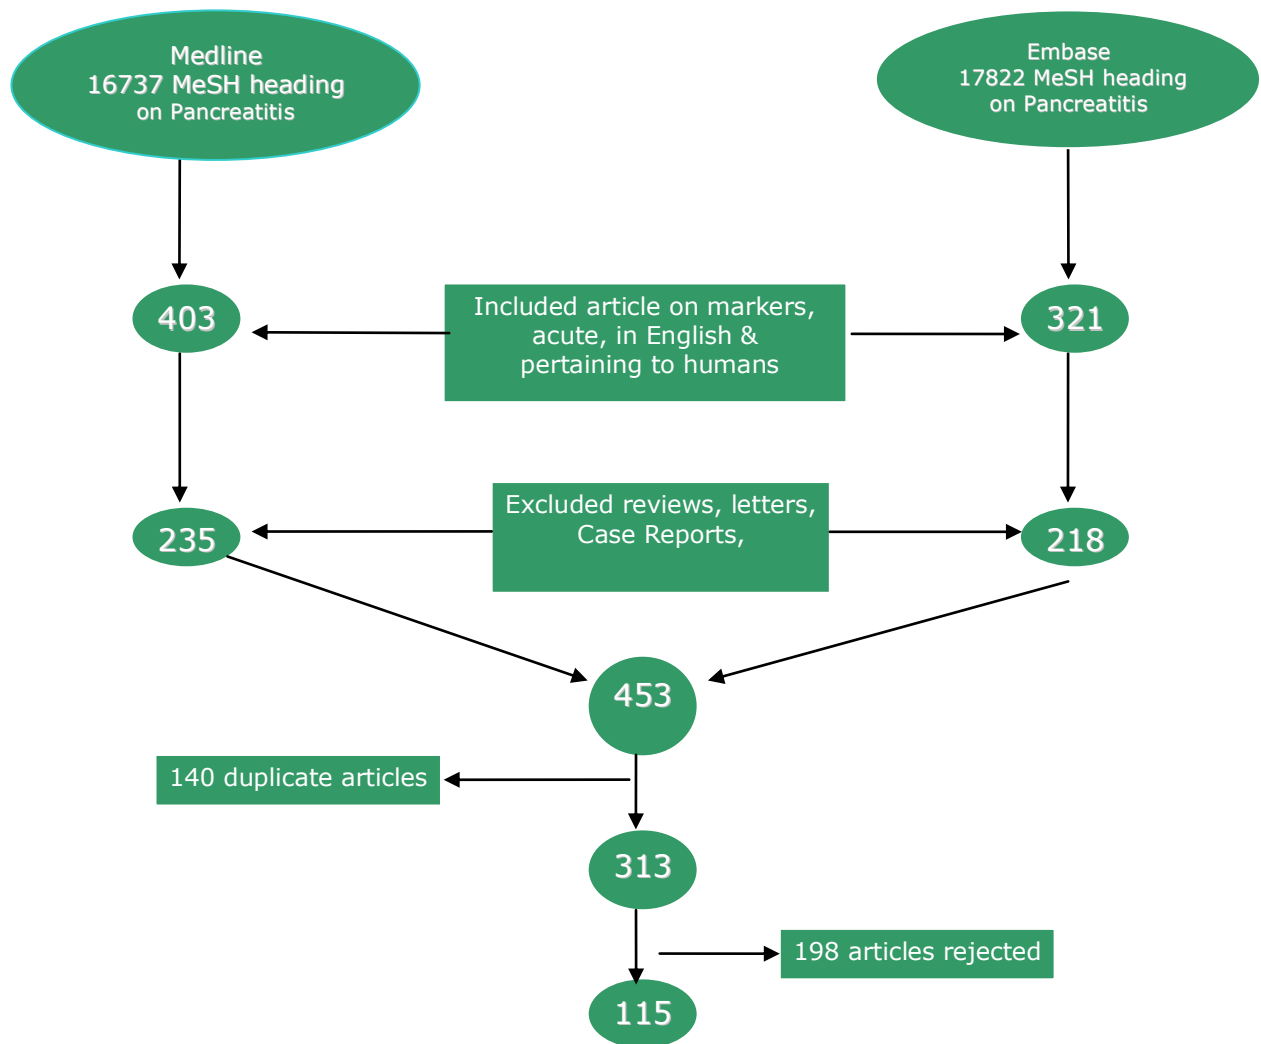 Medline
16737 MeSH heading
on Pancreatitis
Embase
17822 MeSH heading
on Pancreatitis
403
Included article on markers,
acute, in English &
pertaining to humans
321
235
Excluded reviews, letters,
Case Reports,
218
453
140 duplicate articles
313
198 articles rejected
115